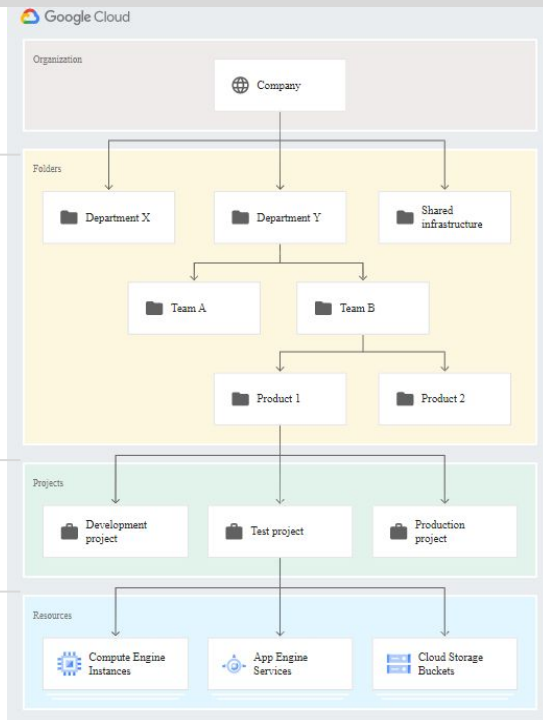 Google Cloud
Organization
Company
Folders
Department X
Department Y
Shared
infrastructure
Team A
Team B
Product 1
Product 2
Projects
Development
project
Test project
Production
project
Resources
Compute Engine
Instances
App Engine
Services
Cloud Storage
Buckets